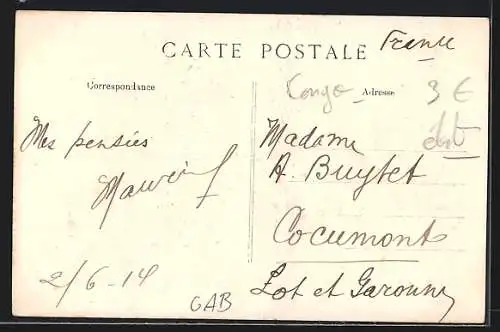 CARTE POSTALE
France
Correspondance
Congo
Adresse
3 €
Mes pensées
2/6-14
Madame
A. Buytet
Cocumont
Lot et Garonne
GAB